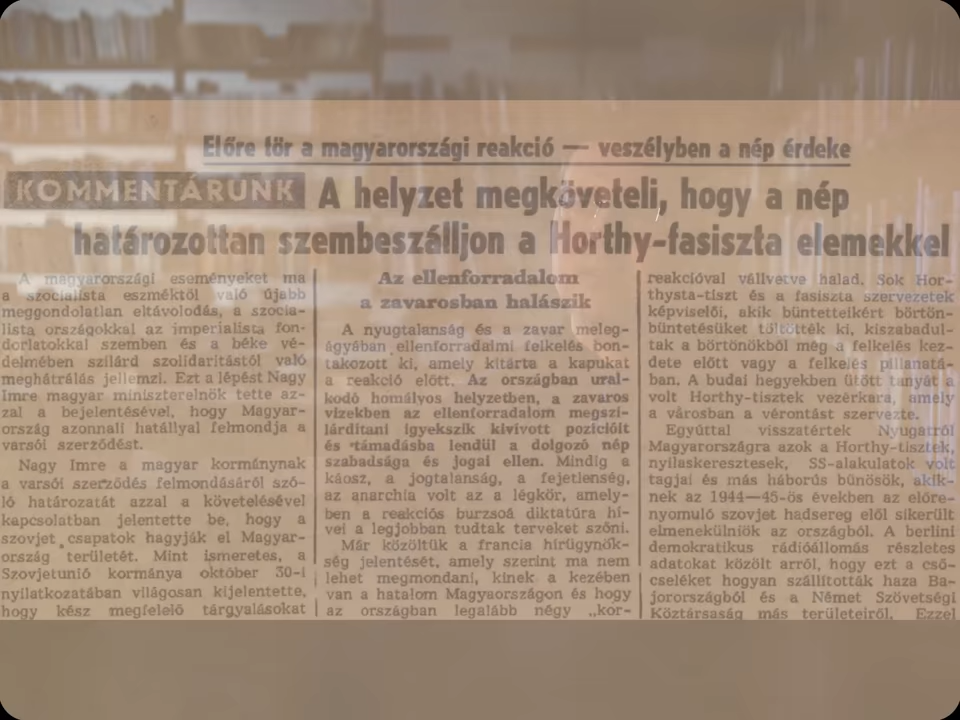 Előre tör a magyarországi reakció — veszélyben a nép érdeke
KOMMENTÁRUNK A helyzet megköveteli, hogy a nép
határozottan szembeszálljon a Horthy-fasiszta elemekkel
A magyarországi eseményeket ma
a szocialista eszméktől való újabb
meggondolatlan eltávolodás, a szocia-
lista országokkal az imperialista fon-
dorlatokkal szemben és a béke vé-
delmében szilárd szolidaritástól való
meghátrálás jellemzi. Ezt a lépést Nagy
Imre magyar miniszterelnök tette az-
zal a bejelentésével, hogy Magyar-
ország azonnali hatállyal felmondja a
varsói szerződést.
Nagy Imre a magyar kormánynak
a varsói szerződés felmondásáról szó-
ló határozatát azzal a követelésével
kapcsolatban jelentette be, hogy a
szovjet csapatok hagyják el Magyar-
ország területét. Mint ismeretes, a
Szovjetunió kormánya október 30-i
nyilatkozatában világosan kijelentette,
hogy kész megfelelő tárgyalásokat
Az ellenforradalom
a zavarosban halászik
A nyugtalanság és a zavar meleg-
ágyában ellenforradalmi felkelés bon-
takozott ki, amely kitárta a kapukat
a reakció előtt. Az országban ural-
kodó homályos helyzetben, a zavaros
vizekben az ellenforradalom megszi-
lárdítani igyekszik kivívott pozícióit
és támadásba lendül a dolgozó nép
szabadsága és jogai ellen. Mindig a
káosz, a jogtalanság, a fejetlenség,
az anarchia volt az a légkör, amely-
ben a reakciós burzsoá diktatúra hí-
vei a legjobban tudtak terveket szőni.
Már közöltük a francia hírügynök-
ség jelentését, amely szerint ma nem
lehet megmondani, kinek a kezében
van a hatalom Magyaországon és hogy
az országban legalább négy „kor-
reakcióval vállvetve halad. Sok Hor-
thysta-tiszt és a fasiszta szervezetek
képviselői, akik büntetteikért börtön-
büntetésüket töltötték ki, kiszabadul-
tak a börtönökből még a felkelés kez-
dete előtt vagy a felkelés pillanatá-
ban. A budai hegyekben ütött tanyát a
volt Horthy-tisztek vezérkara, amely
a városban a vérontást szervezte.
Egyúttal visszatértek Nyugatról
Magyarországra azok a Horthy-tisztek,
nyilaskeresztesek, SS-alakulatok volt
tagjai és más háborús bűnösök, akik-
nek az 1944—45-ös években az előre-
nyomuló szovjet hadsereg elől sikerült
elmenekülniök az országból. A berlini
demokratikus rádióállomás részletes
adatokat közölt arról, hogy ezt a cső-
cseléket hogyan szállították haza Ba-
jorországból és a Német Szövetségi
Köztársaság más területeiről. Ezzel